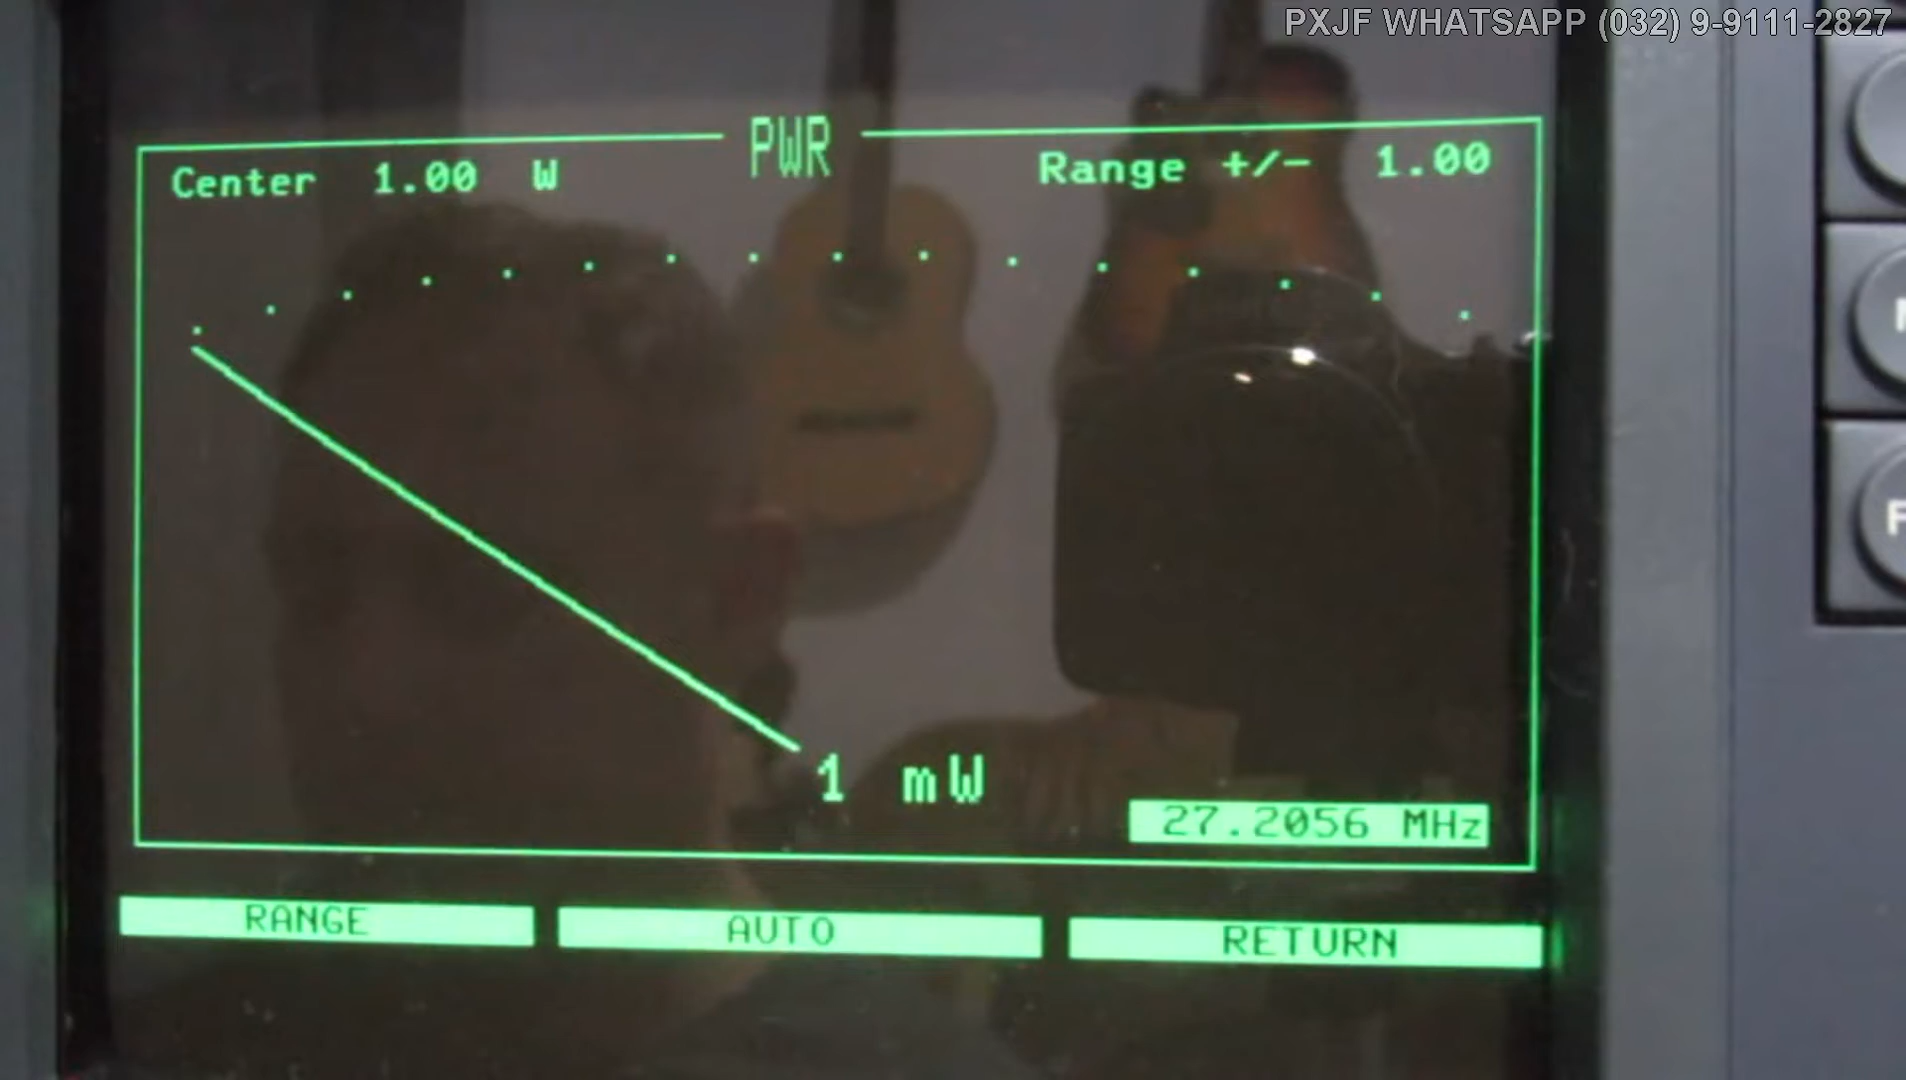 PXJF WHATSAPP (032) 9-9111-2827
PWR
Center 1.00 W
Range +/- 1.00
1 mW
27.2056 MHz
RANGE
AUTO
RETURN